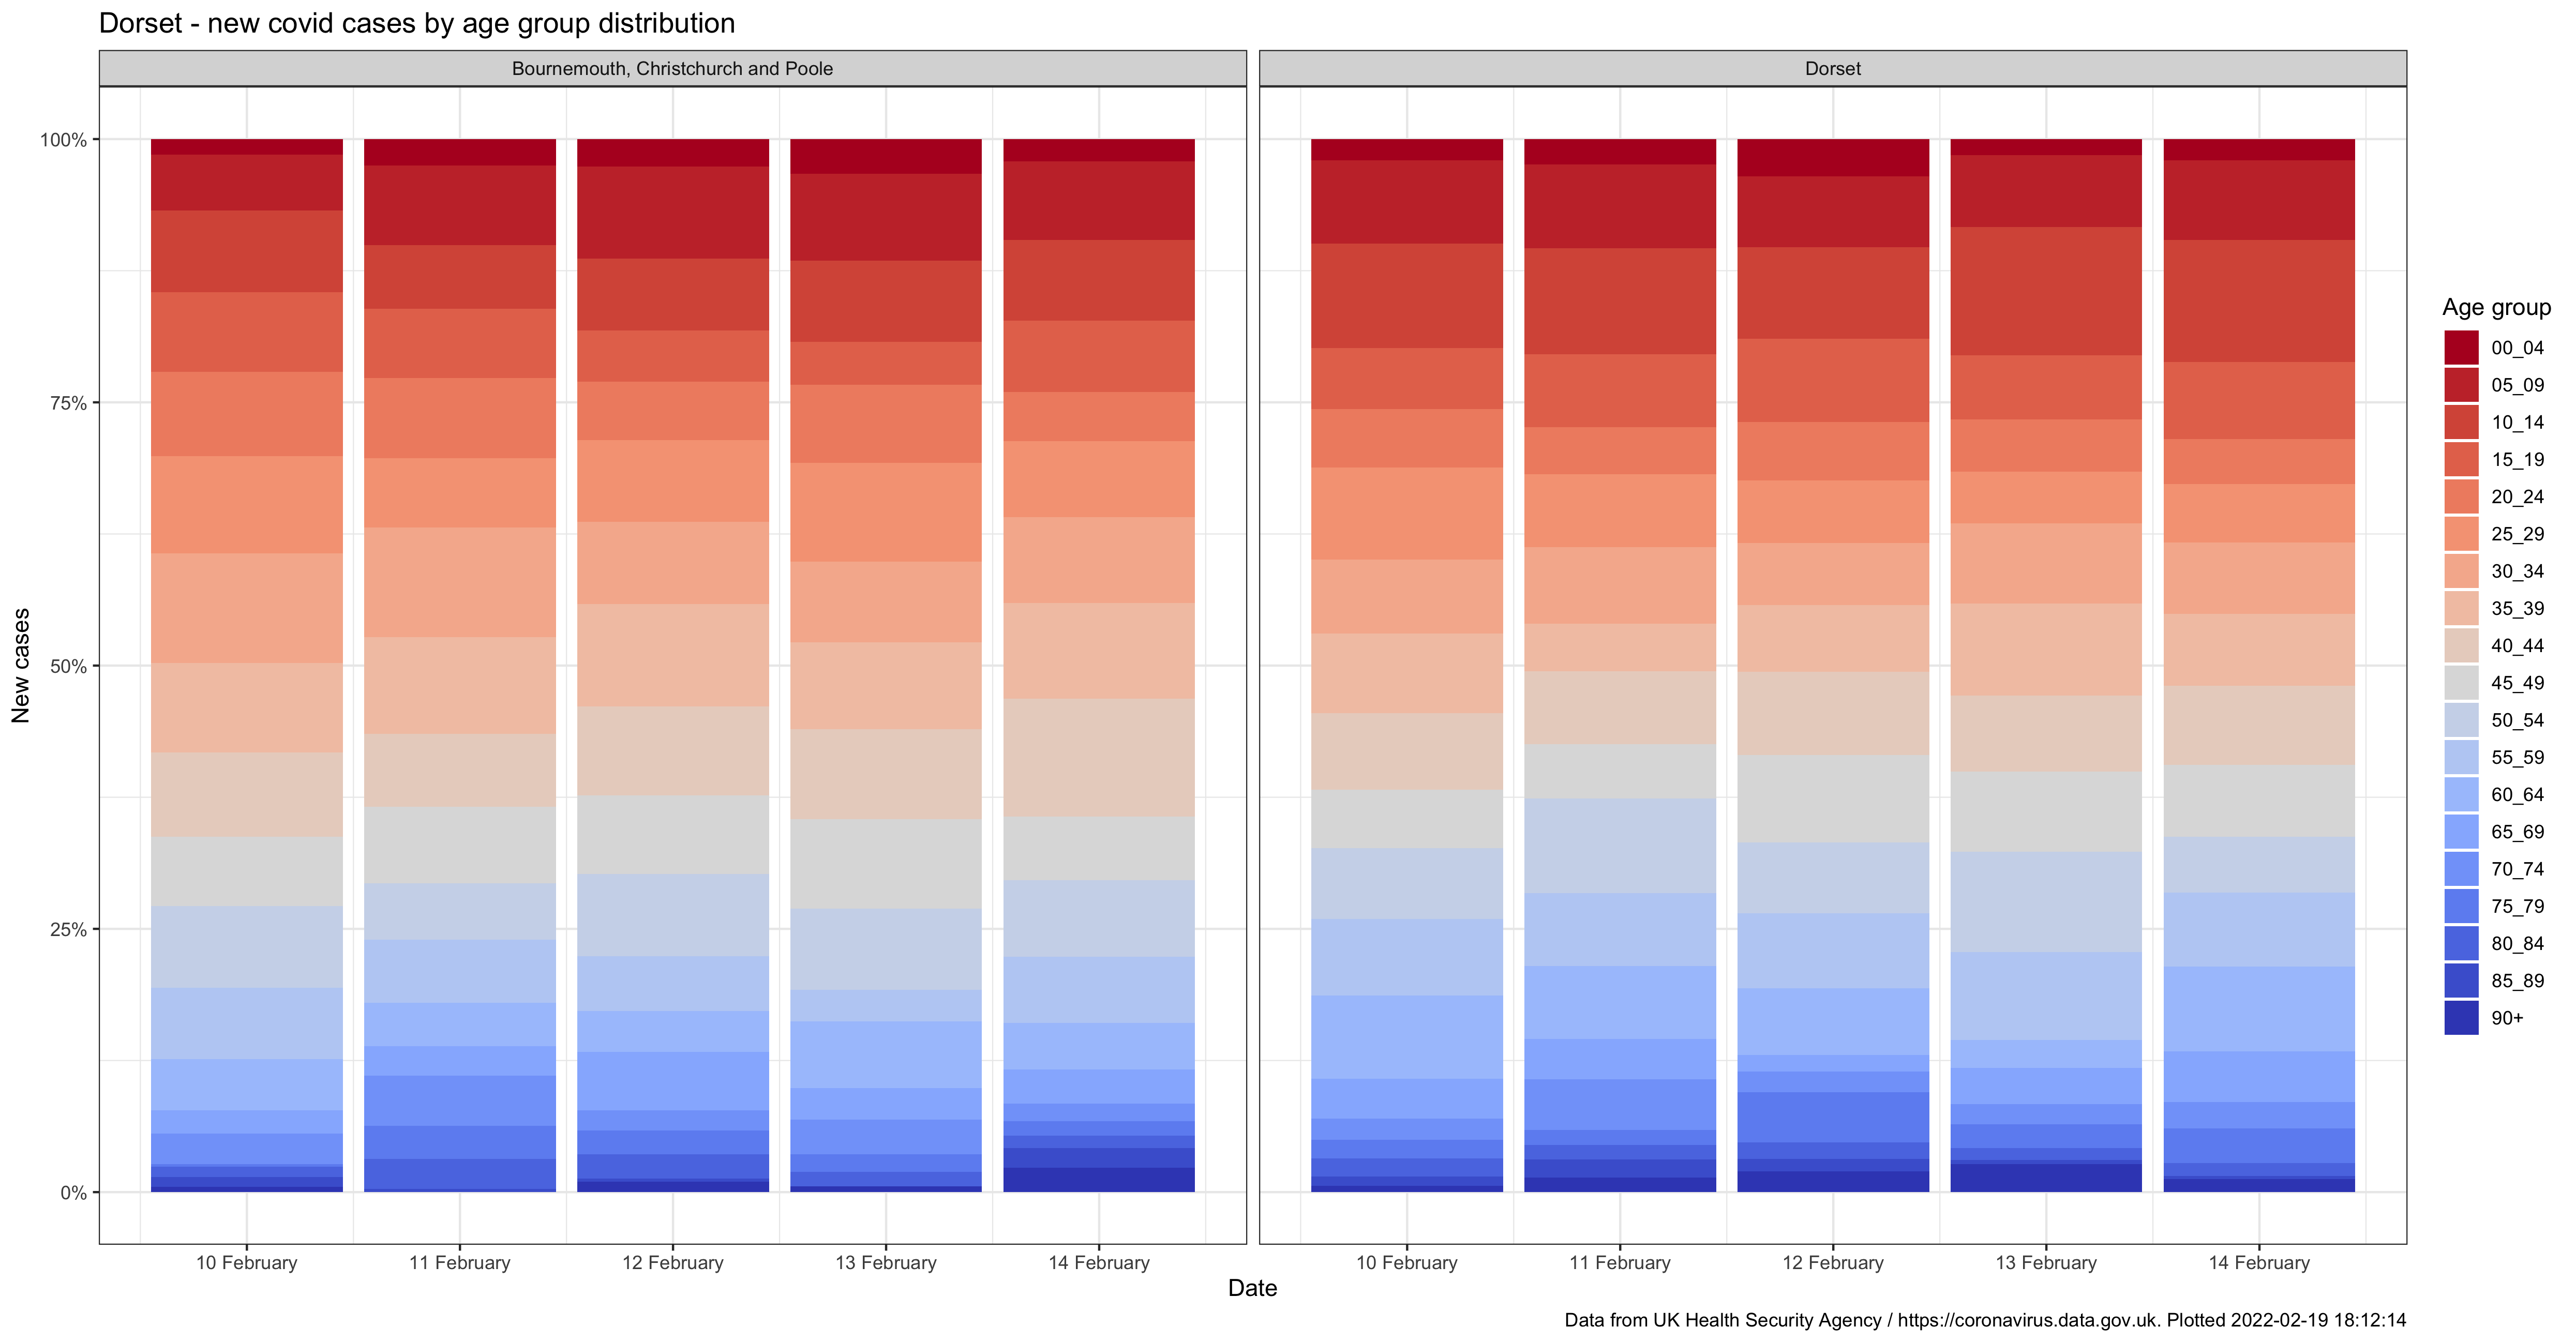 Dorset - new covid cases by age group distribution
Bournemouth, Christchurch and Poole
Dorset
New cases
100%
75%
50%
25%
0%
10 February
11 February
12 February
13 February
14 February
10 February
11 February
12 February
13 February
14 February
Date
Age group
00_04
05_09
10_14
15_19
20_24
25_29
30_34
35_39
40_44
45_49
50_54
55_59
60_64
65_69
70_74
75_79
80_84
85_89
90+
Data from UK Health Security Agency / https://coronavirus.data.gov.uk. Plotted 2022-02-19 18:12:14